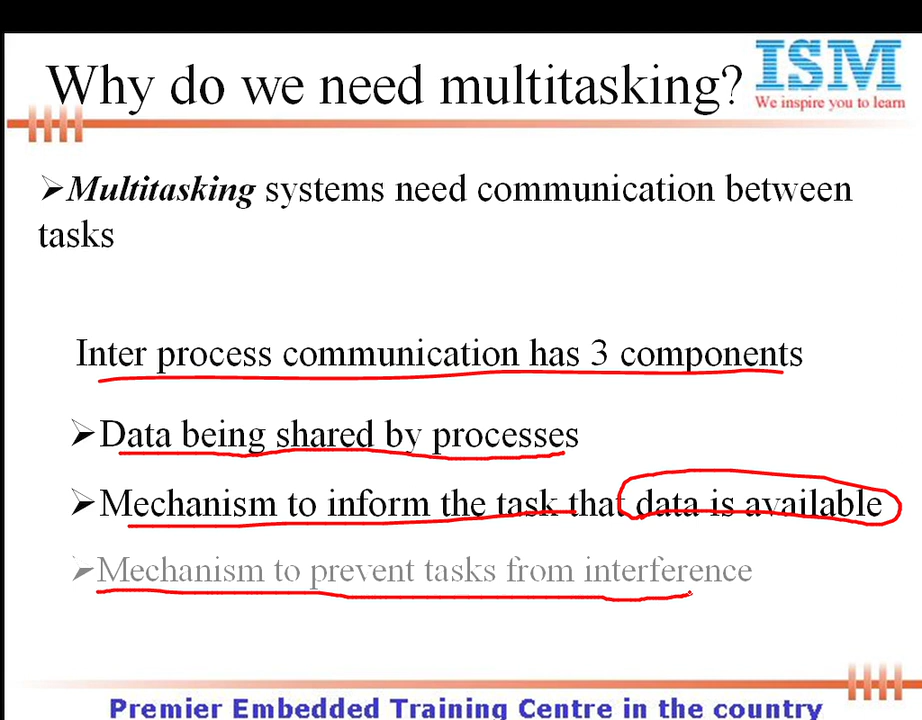 Why do we need multitasking?
ISM
We inspire you to learn
➢Multitasking systems need communication between
tasks
Inter process communication has 3 components
➢Data being shared by processes
➢Mechanism to inform the task that data is available
➢Mechanism to prevent tasks from interference
Premier Embedded Training Centre in the country